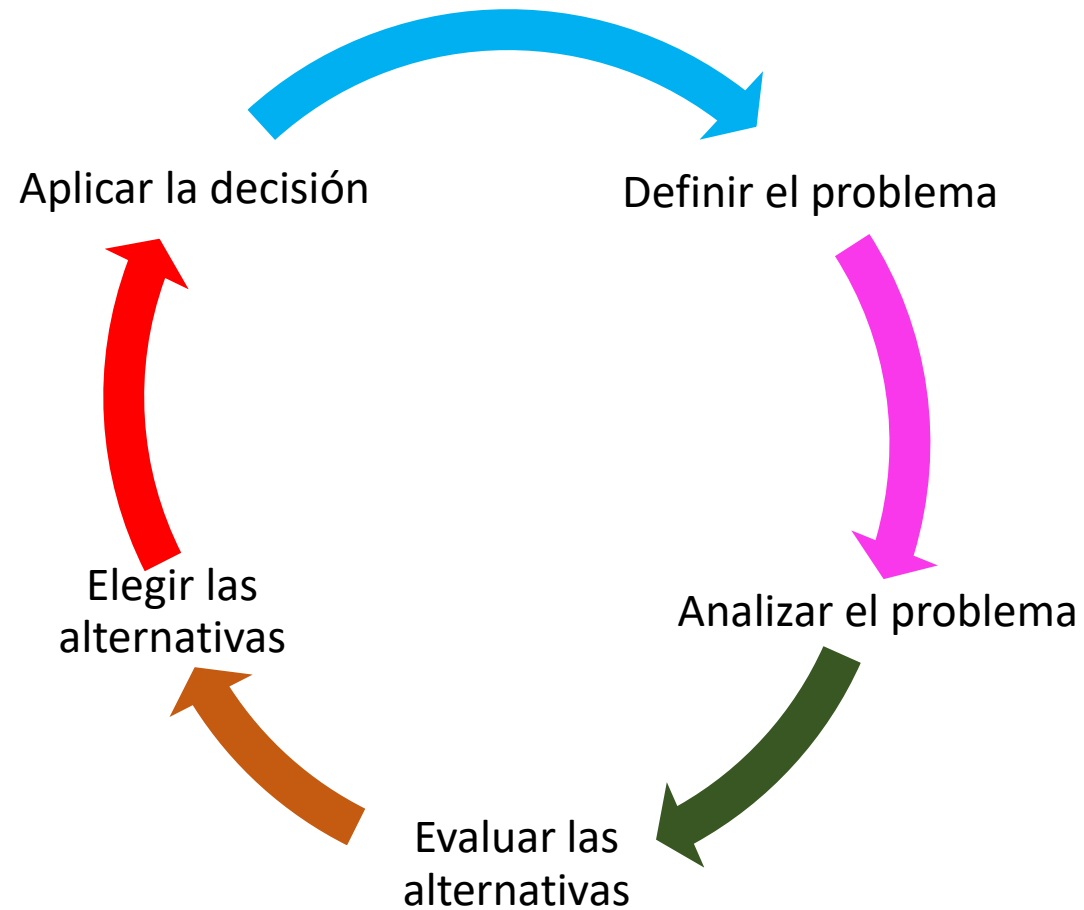 Aplicar la decisión
Definir el problema
Analizar el problema
Evaluar las
alternativas
Elegir las
alternativas